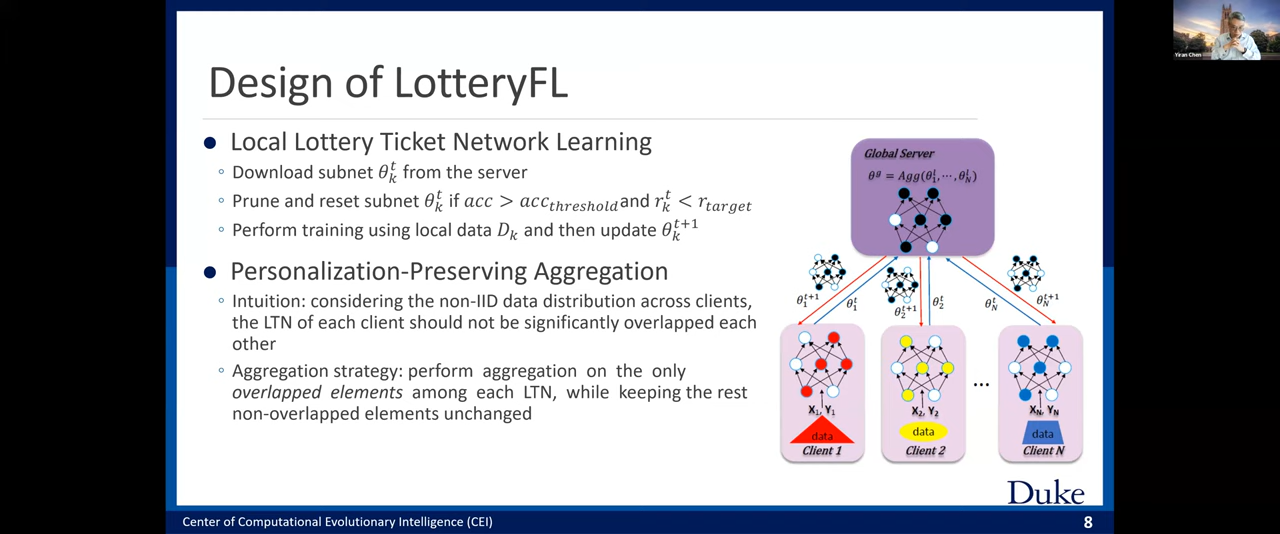 Yiran Chen
Design of LotteryFL
● Local Lottery Ticket Network Learning
◦ Download subnet θ_k^t from the server
◦ Prune and reset subnet θ_k^t if acc > acc_threshold and r_k^t < r_target
◦ Perform training using local data D_k and then update θ_k^{t+1}
● Personalization-Preserving Aggregation
◦ Intuition: considering the non-IID data distribution across clients,
the LTN of each client should not be significantly overlapped each
other
◦ Aggregation strategy: perform aggregation on the only
overlapped elements among each LTN, while keeping the rest
non-overlapped elements unchanged
Global Server
θ^g = Agg(θ_1^t, ⋯, θ_N^t)
θ_1^{t+1} θ_1^t θ_2^{t+1} θ_2^t θ_N^t θ_N^{t+1}
...
X₁, Y₁ X₂, Y₂ X_N, Y_N
data data data
Client 1 Client 2 Client N
Duke
Center of Computational Evolutionary Intelligence (CEI)
8